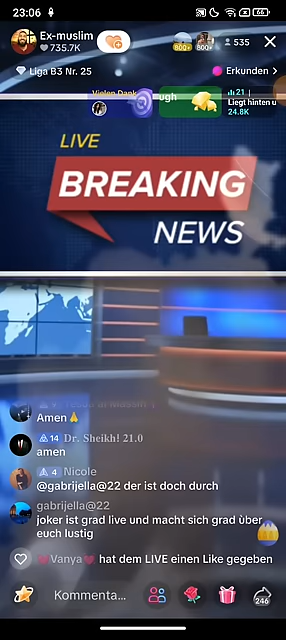 23:06
66
Ex-muslim
735.7K
800+
800+
535
Liga B3 Nr. 25
Erkunden >
Vielen Dank
ugh
21
Liegt hinten u
24.8K
LIVE
BREAKING
NEWS
Amen🙏
14 Dr. Sheikh! 21.0
amen
4 Nicole
@gabrijella@22 der ist doch durch
gabrijella@22
joker ist grad live und macht sich grad über
euch lustig
Vanya hat dem LIVE einen Like gegeben
Kommenta...
246